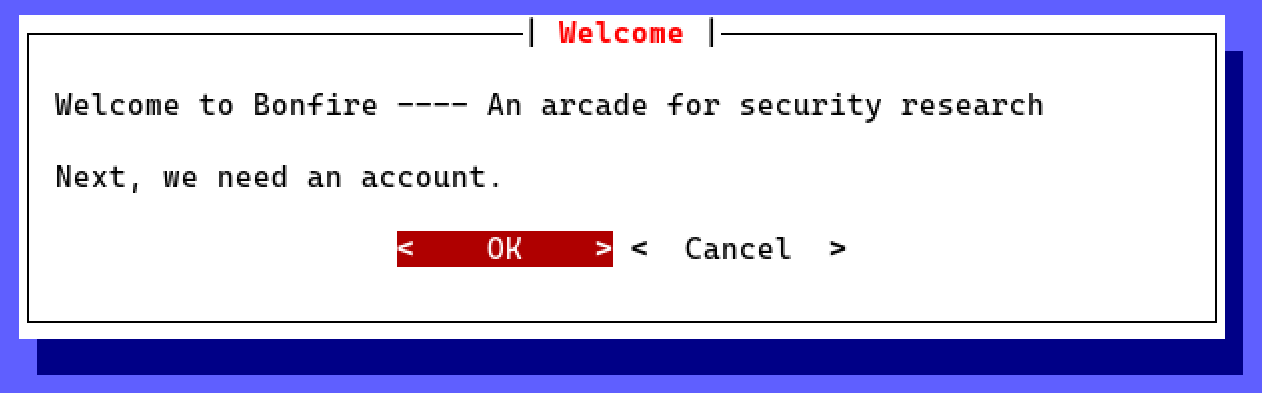 | Welcome |
Welcome to Bonfire ---- An arcade for security research
Next, we need an account.
< OK > < Cancel >